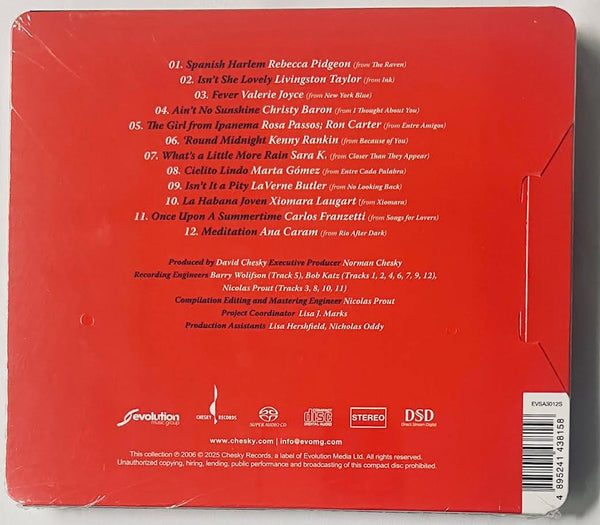 01. Spanish Harlem Rebecca Pidgeon (from The Raven)
02. Isn't She Lovely Livingston Taylor (from Ink)
03. Fever Valerie Joyce (from New York Blue)
04. Ain't No Sunshine Christy Baron (from I Thought About You)
05. The Girl from Ipanema Rosa Passos; Ron Carter (from Entre Amigos)
06. 'Round Midnight Kenny Rankin (from Because of You)
07. What's a Little More Rain Sara K. (from Closer Than They Appear)
08. Cielito Lindo Marta Gómez (from Entre Cada Palabra)
09. Isn't It a Pity LaVerne Butler (from No Looking Back)
10. La Habana Joven Xiomara Laugart (from Xiomara)
11. Once Upon A Summertime Carlos Franzetti (from Songs for Lovers)
12. Meditation Ana Caram (from Rio After Dark)
Produced by David Chesky Executive Producer Norman Chesky
Recording Engineers Barry Wolifson (Track 5), Bob Katz (Tracks 1, 2, 4, 6, 7, 9, 12),
Nicolas Prout (Tracks 3, 8, 10, 11)
Compilation Editing and Mastering Engineer Nicolas Prout
Project Coordinator Lisa J. Marks
Production Assistants Lisa Hershfield, Nicholas Oddy
evolution
music group
CHESKY RECORDS
SUPER AUDIO CD
COMPACT
disc
DIGITAL AUDIO
STEREO
DSD
Direct Stream Digital
www.chesky.com | info@evomg.com
This collection ℗ 2006 © 2025 Chesky Records, a label of Evolution Media Ltd. All rights reserved.
Unauthorized copying, hiring, lending, public performance and broadcasting of this compact disc prohibited.
EVSA3012S
4 895241 438158